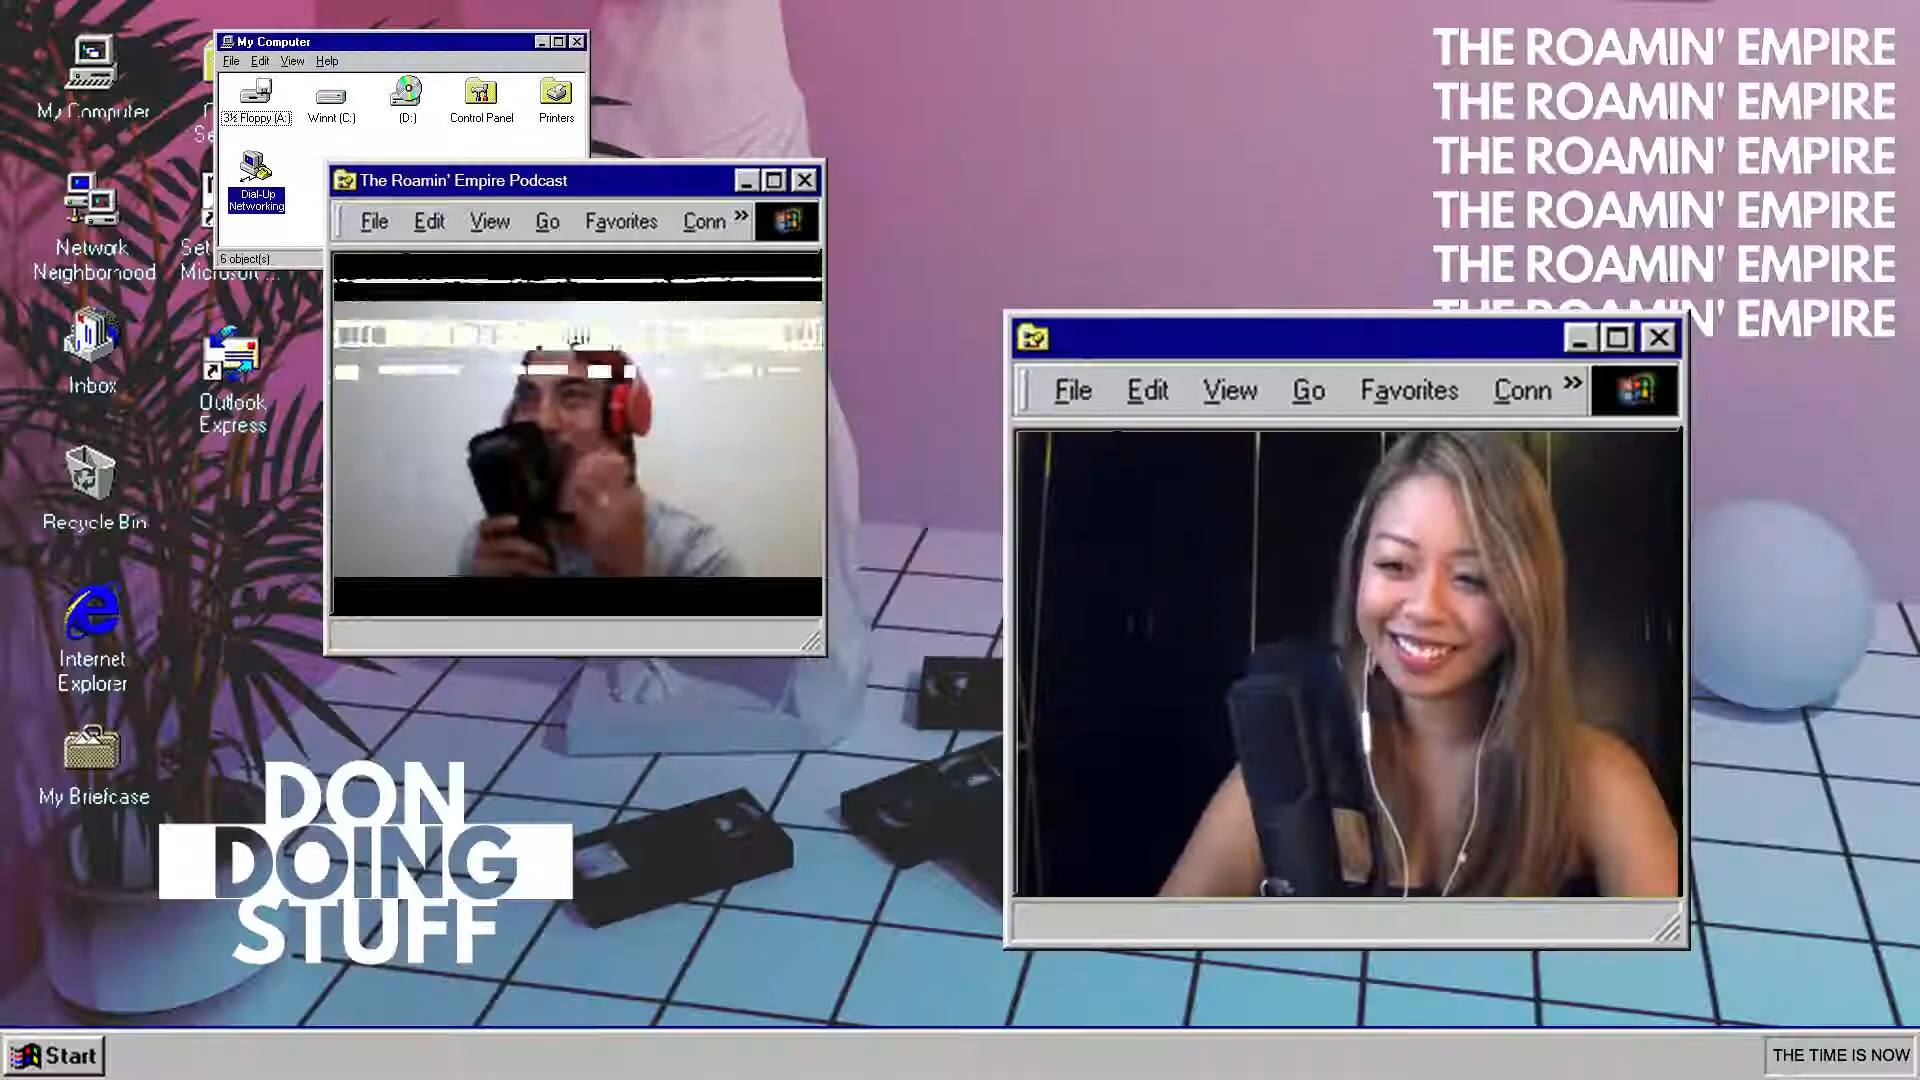 My Computer
Network
Neighborhood
Inbox
Recycle Bin
Internet
Explorer
My Briefcase
Outlook
Express
My Computer
File Edit View Help
3½ Floppy (A:)
Winnt (C:)
(D:)
Control Panel
Printers
Dial-Up
Networking
6 object(s)
The Roamin' Empire Podcast
File Edit View Go Favorites Conn »
THE ROAMIN' EMPIRE
THE ROAMIN' EMPIRE
THE ROAMIN' EMPIRE
THE ROAMIN' EMPIRE
THE ROAMIN' EMPIRE
THE ROAMIN' EMPIRE
File Edit View Go Favorites Conn »
DON
DOING
STUFF
Start
THE TIME IS NOW